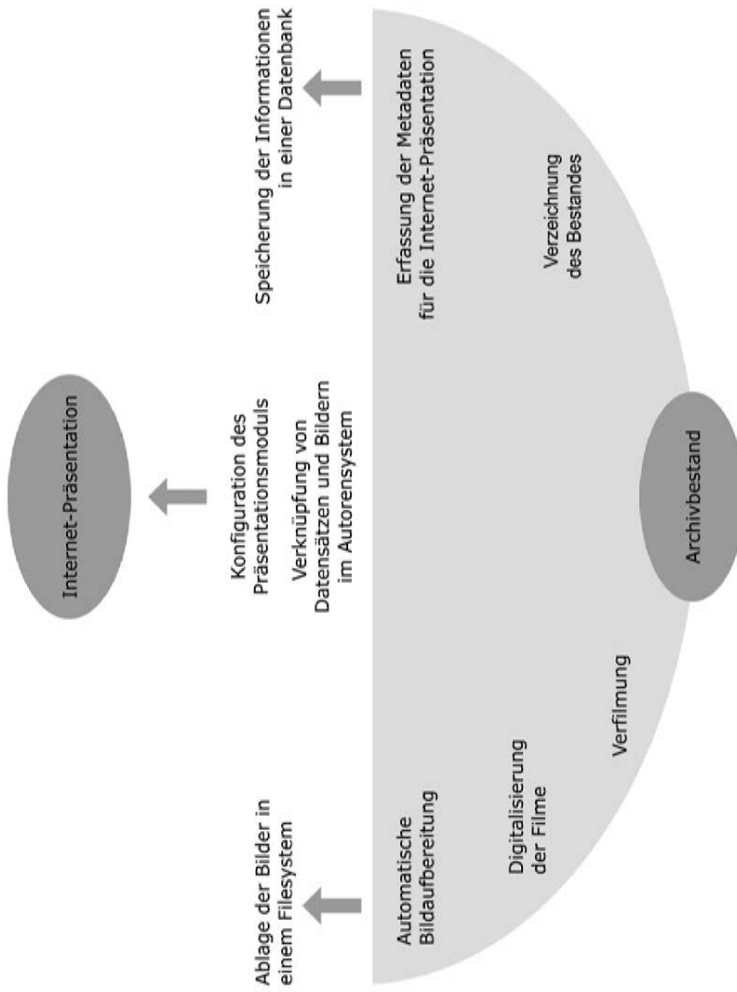 Internet-Präsentation
Ablage der Bilder in
einem Filesystem
Konfiguration des
Präsentationsmoduls
Verknüpfung von
Datensätzen und Bildern
im Autorensystem
Speicherung der Informationen
in einer Datenbank
Automatische
Bildaufbereitung
Erfassung der Metadaten
für die Internet-Präsentation
Digitalisierung
der Filme
Verzeichnung
des Bestandes
Verfilmung
Archivbestand